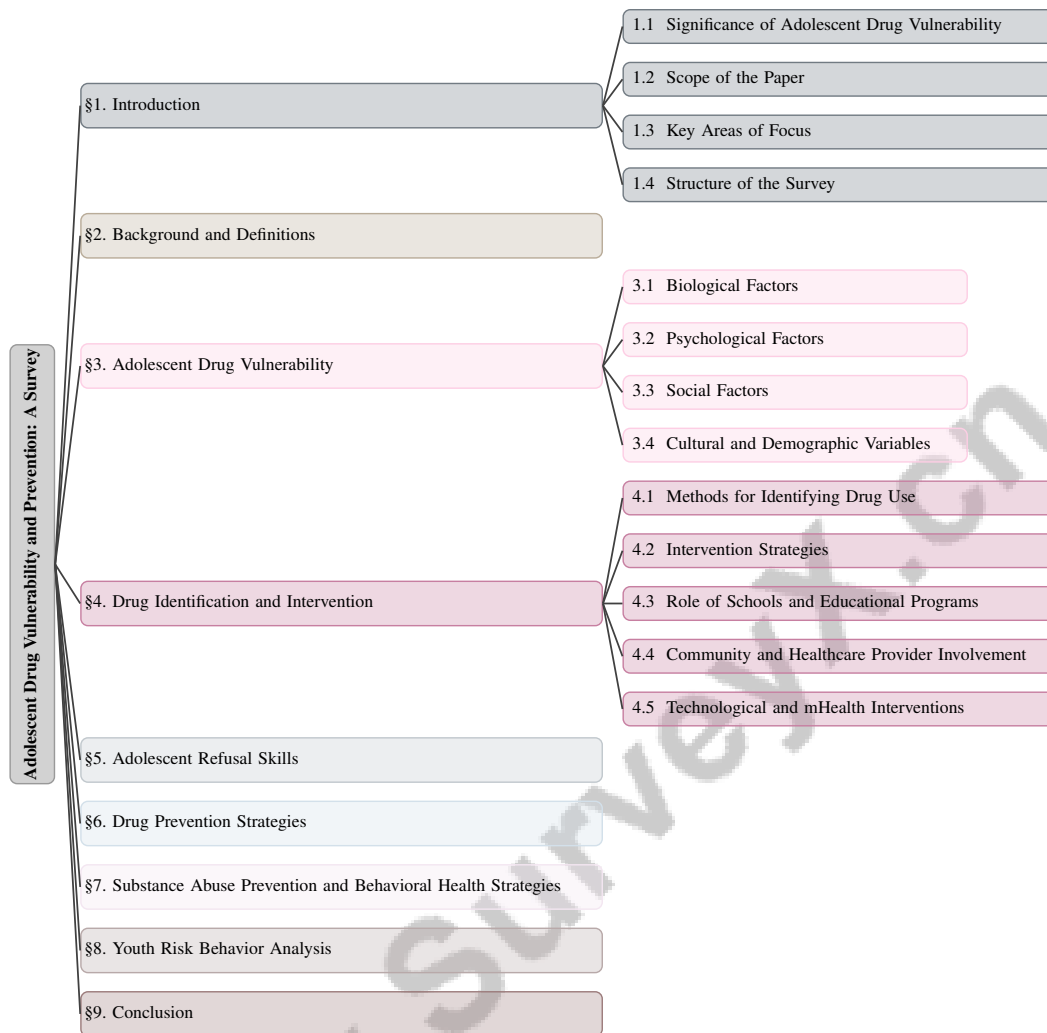 Adolescent Drug Vulnerability and Prevention: A Survey
§1. Introduction
1.1 Significance of Adolescent Drug Vulnerability
1.2 Scope of the Paper
1.3 Key Areas of Focus
1.4 Structure of the Survey
§2. Background and Definitions
§3. Adolescent Drug Vulnerability
3.1 Biological Factors
3.2 Psychological Factors
3.3 Social Factors
3.4 Cultural and Demographic Variables
§4. Drug Identification and Intervention
4.1 Methods for Identifying Drug Use
4.2 Intervention Strategies
4.3 Role of Schools and Educational Programs
4.4 Community and Healthcare Provider Involvement
4.5 Technological and mHealth Interventions
§5. Adolescent Refusal Skills
§6. Drug Prevention Strategies
§7. Substance Abuse Prevention and Behavioral Health Strategies
§8. Youth Risk Behavior Analysis
§9. Conclusion
SurveyX.cn